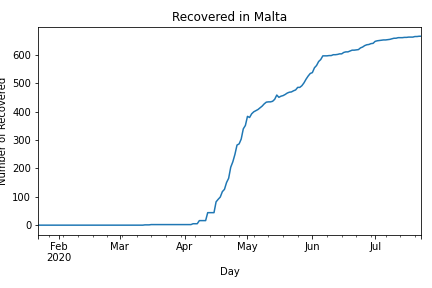 Recovered in Malta
Number of Recovered
600
500
400
300
200
100
0
Feb
2020
Mar
Apr
May
Jun
Jul
Day